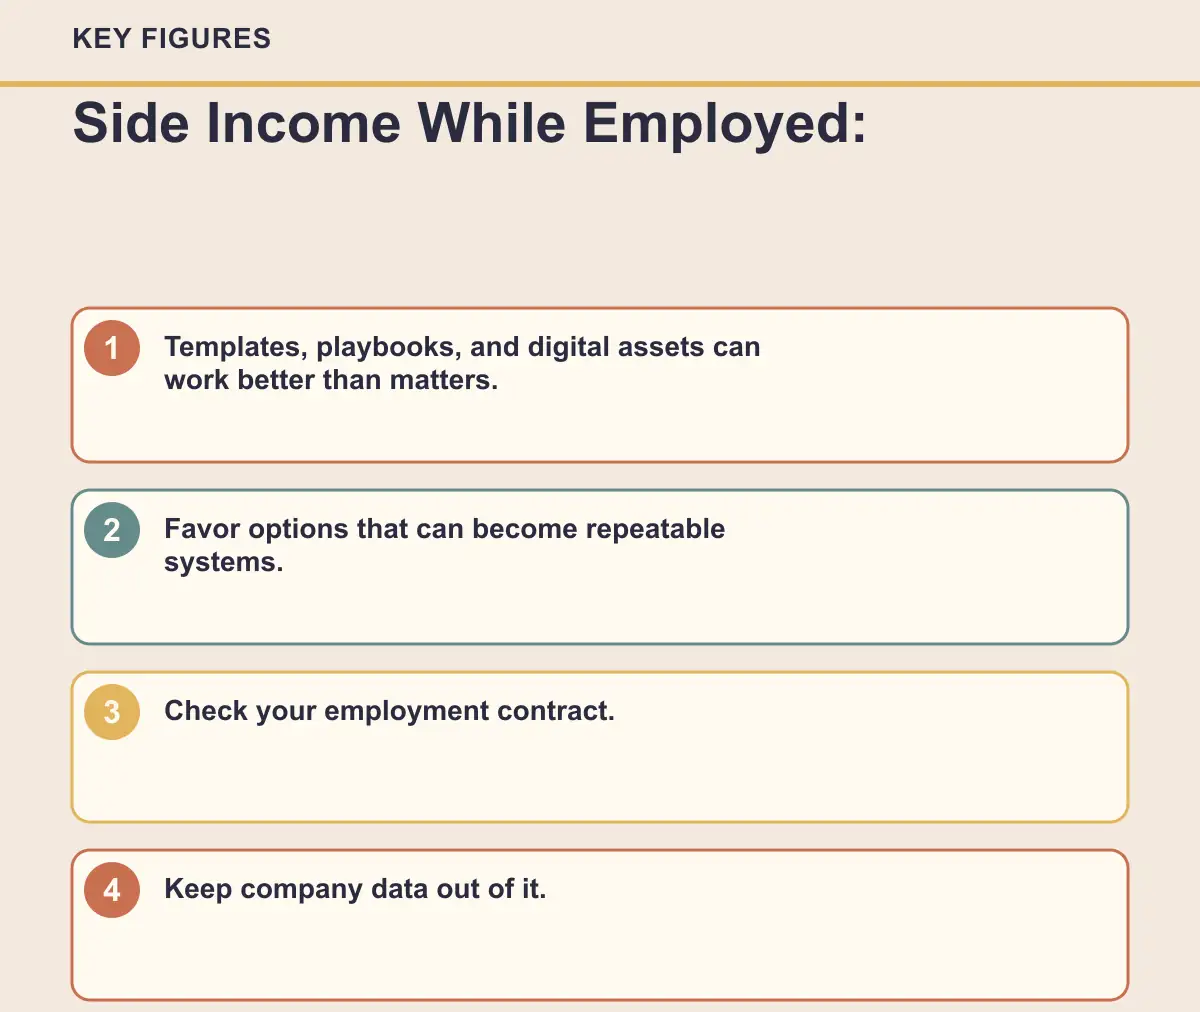 KEY FIGURES
Side Income While Employed:
1
Templates, playbooks, and digital assets can
work better than matters.
2
Favor options that can become repeatable
systems.
3
Check your employment contract.
4
Keep company data out of it.